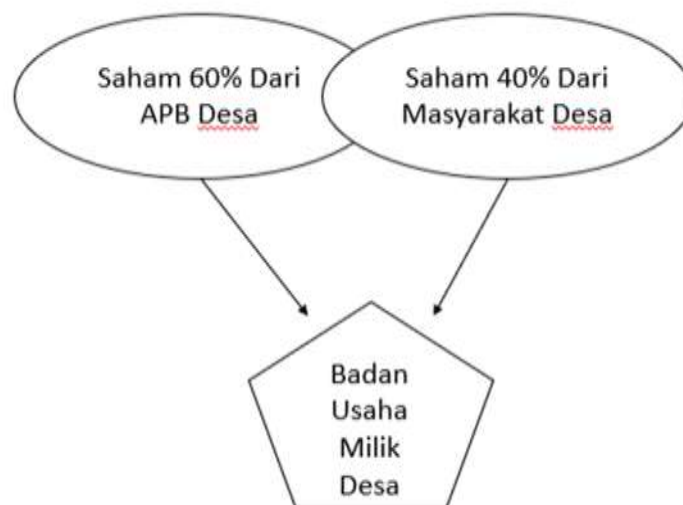 Saham 60% Dari
APB Desa
Saham 40% Dari
Masyarakat Desa
Badan
Usaha
Milik
Desa